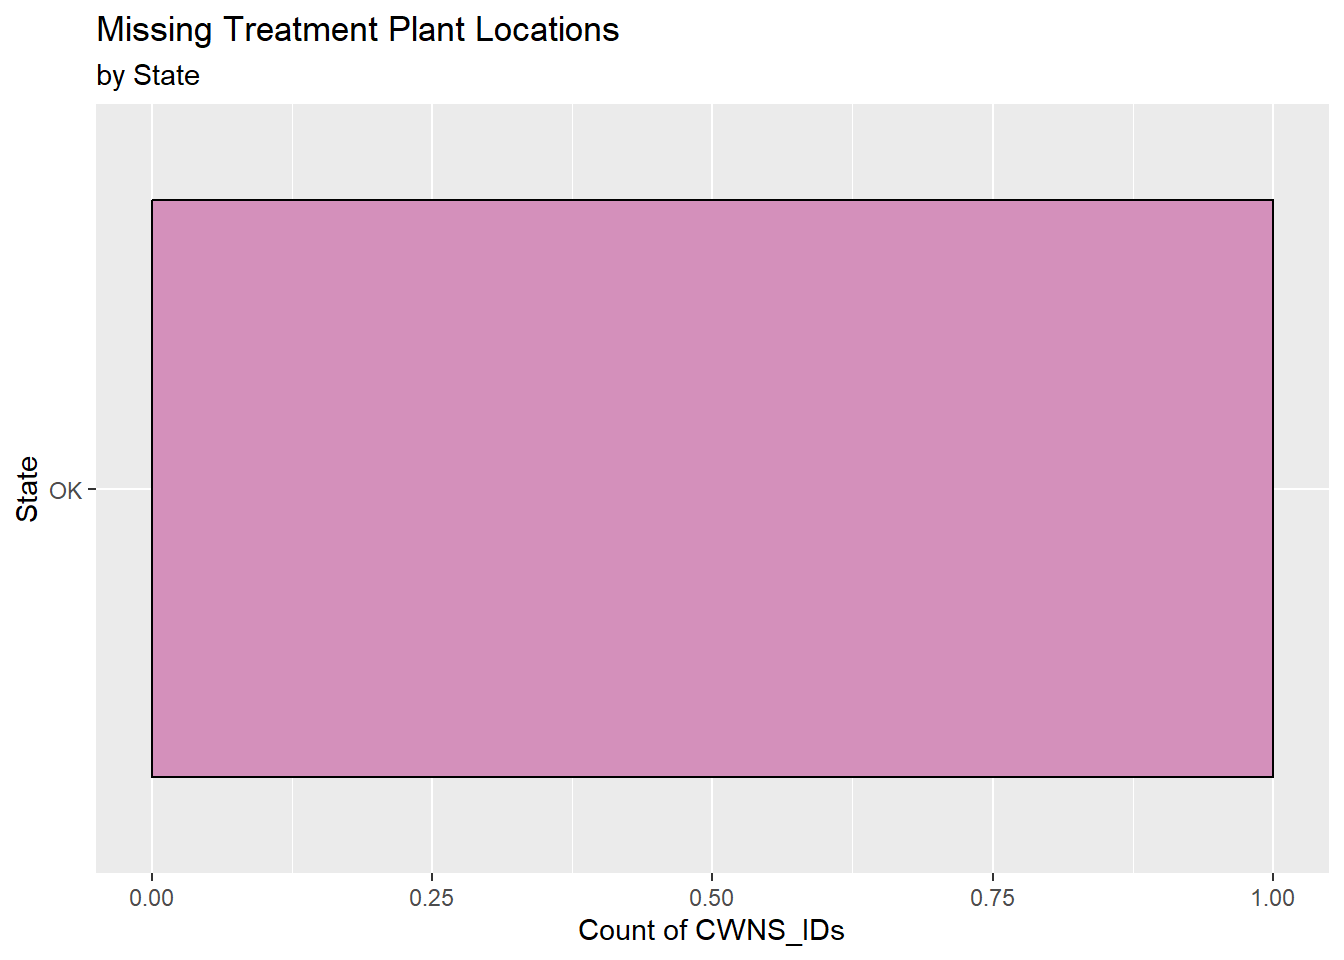 Missing Treatment Plant Locations
by State
State
OK
0.00 0.25 0.50 0.75 1.00
Count of CWNS_IDs